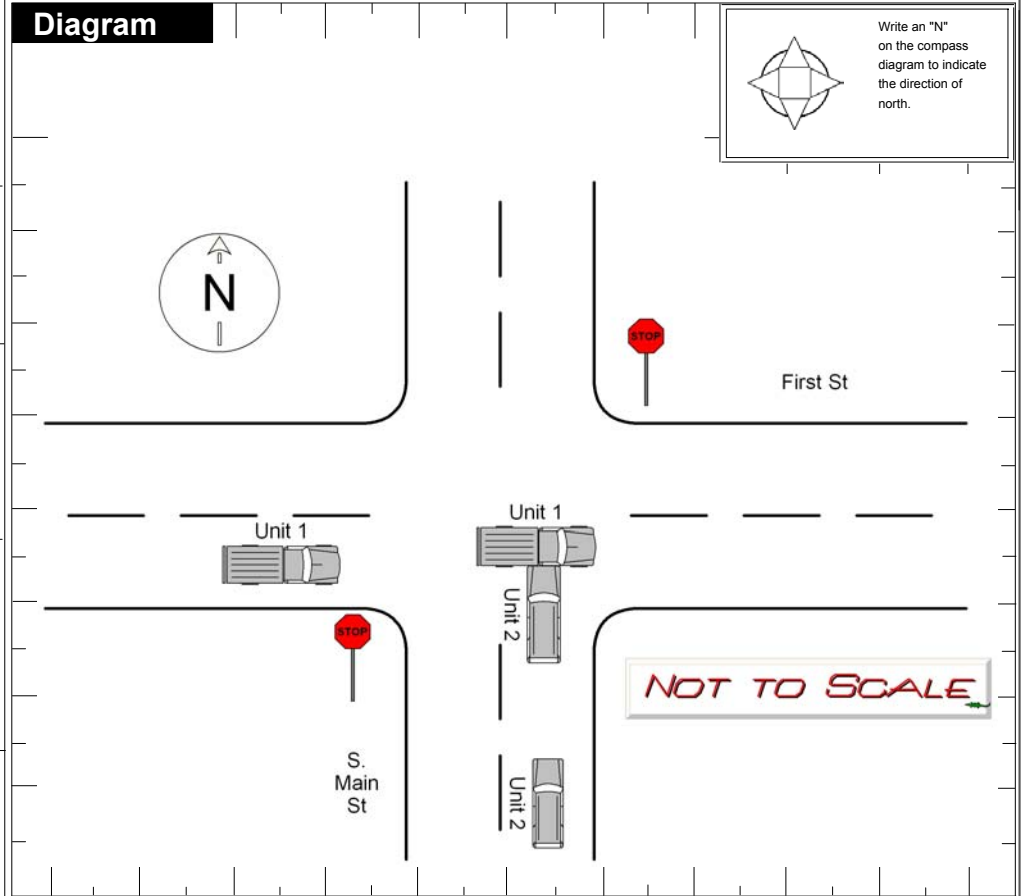 Diagram
Write an "N"
on the compass
diagram to indicate
the direction of
north.
N
STOP
First St
Unit 1
Unit 1
Unit 2
STOP
NOT TO SCALE
S.
Main
St
Unit 2